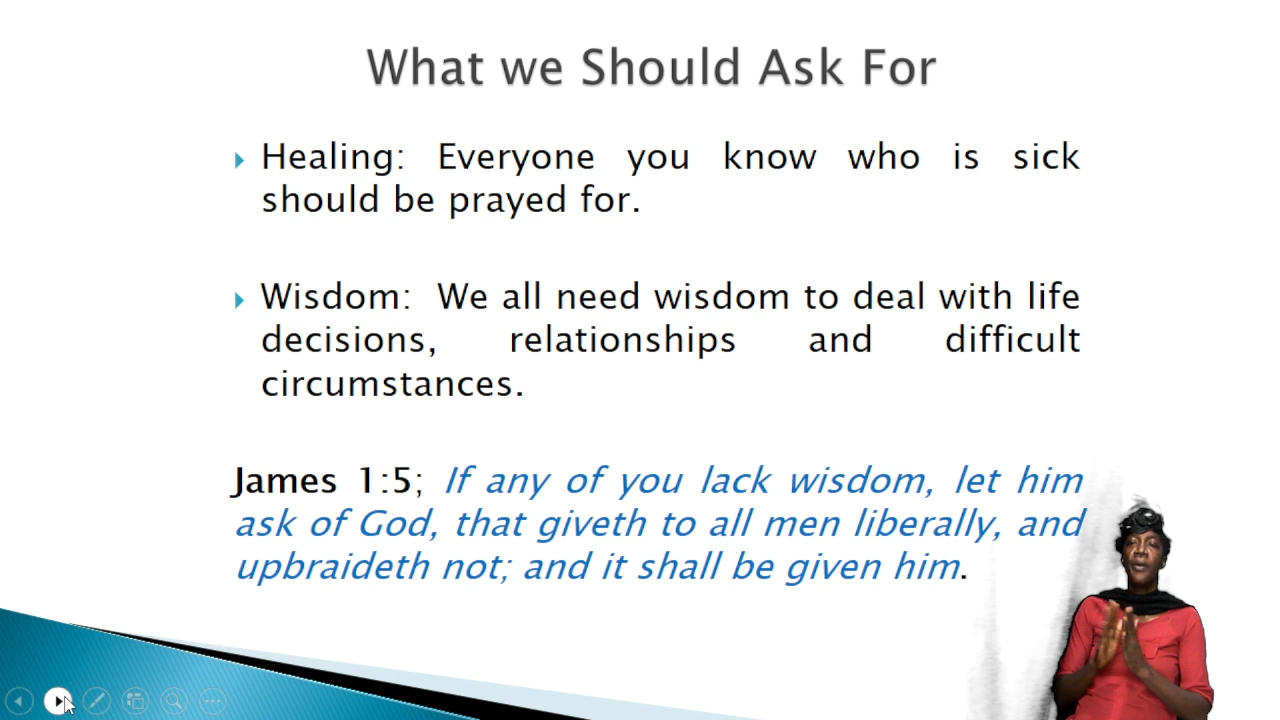 What we Should Ask For
Healing: Everyone you know who is sick
should be prayed for.
Wisdom: We all need wisdom to deal with life
decisions, relationships and difficult
circumstances.
James 1:5; If any of you lack wisdom, let him
ask of God, that giveth to all men liberally, and
upbraideth not; and it shall be given him.